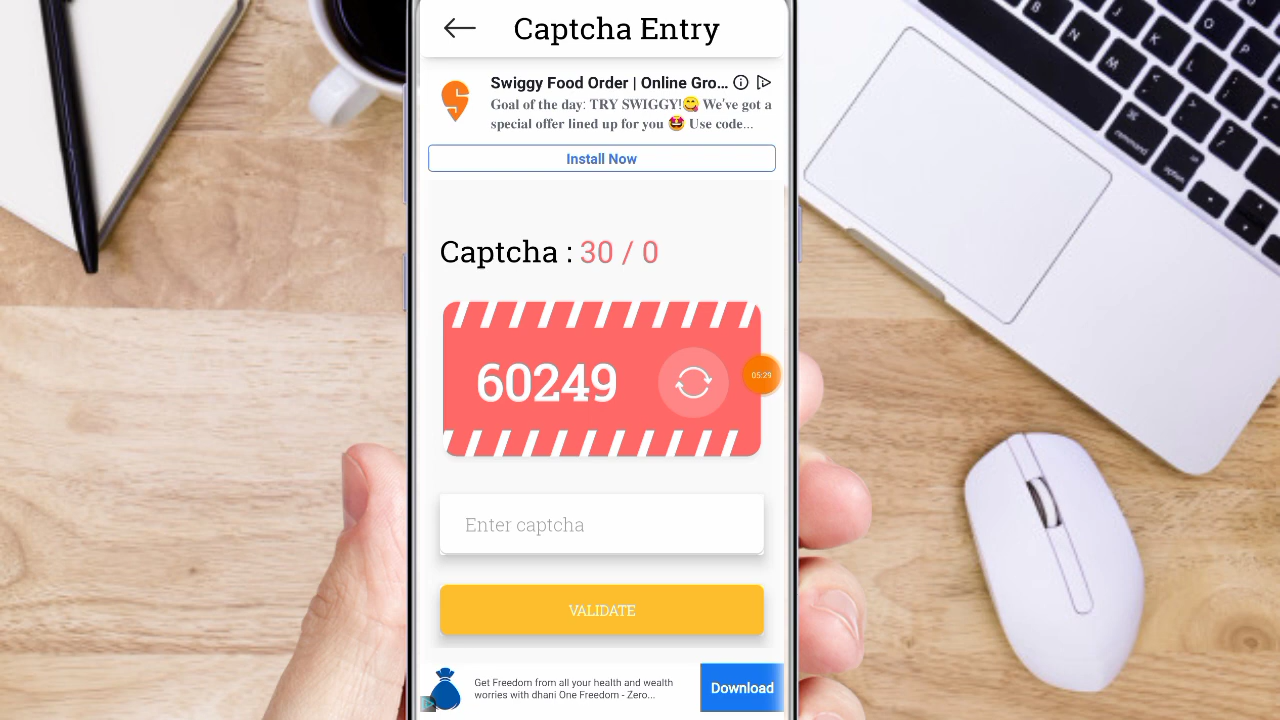 Captcha Entry
Swiggy Food Order | Online Gro...
Goal of the day: TRY SWIGGY!😋 We've got a
special offer lined up for you 🤩 Use code...
Install Now
Captcha : 30 / 0
60249
05:29
Enter captcha
VALIDATE
Get Freedom from all your health and wealth
worries with dhani One Freedom - Zero...
Download
B
N
M
H
J
K
L
U
I
O
P
command
option